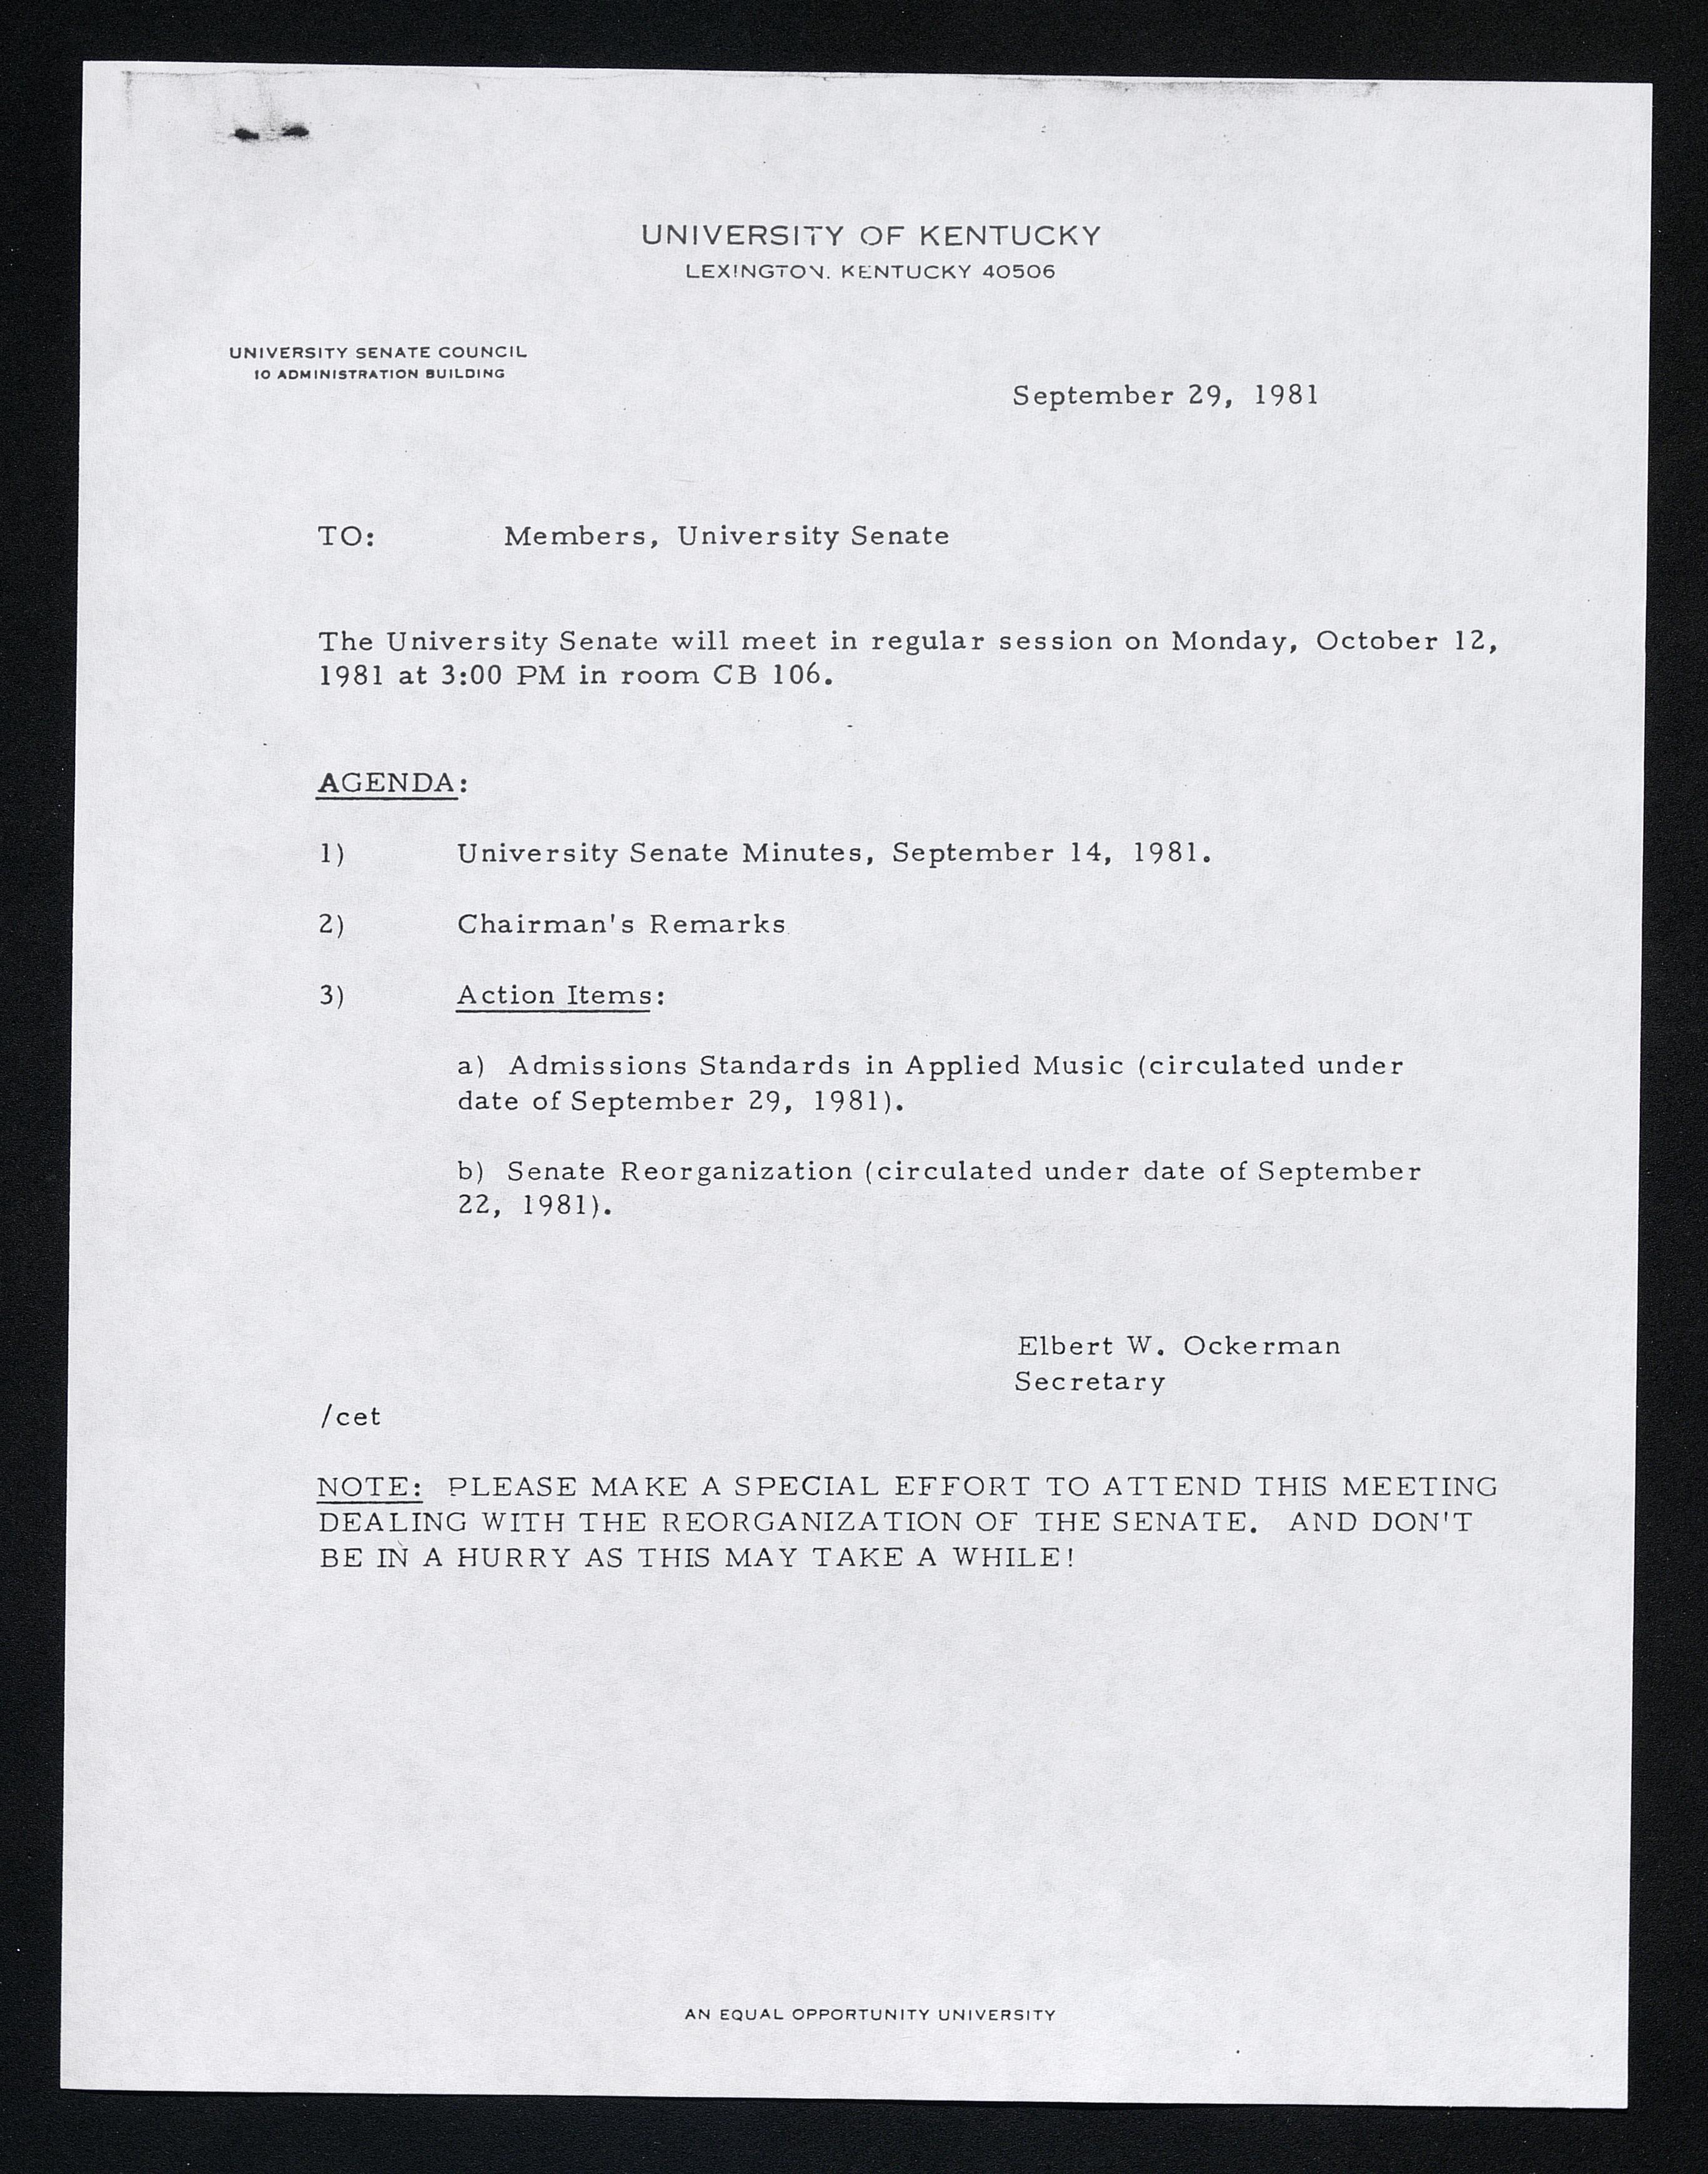 UNIVERSITY OF KENTUCKY
LEXINGTON, KENTUCKY 40506
UNIVERSITY SENATE COUNCIL
10 ADMINISTRATION BUILDING
September 29, 1981
TO: Members, University Senate
The University Senate will meet in regular session on Monday, October 12,
1981 at 3:00 PM in room CB 106.
AGENDA:
1) University Senate Minutes, September 14, 1981.
2) Chairman's Remarks
3) Action Items:
a) Admissions Standards in Applied Music (circulated under
date of September 29, 1981).
b) Senate Reorganization (circulated under date of September
22, 1981).
Elbert W. Ockerman
Secretary
/cet
NOTE: PLEASE MAKE A SPECIAL EFFORT TO ATTEND THIS MEETING
DEALING WITH THE REORGANIZATION OF THE SENATE. AND DON'T
BE IN A HURRY AS THIS MAY TAKE A WHILE!
AN EQUAL OPPORTUNITY UNIVERSITY